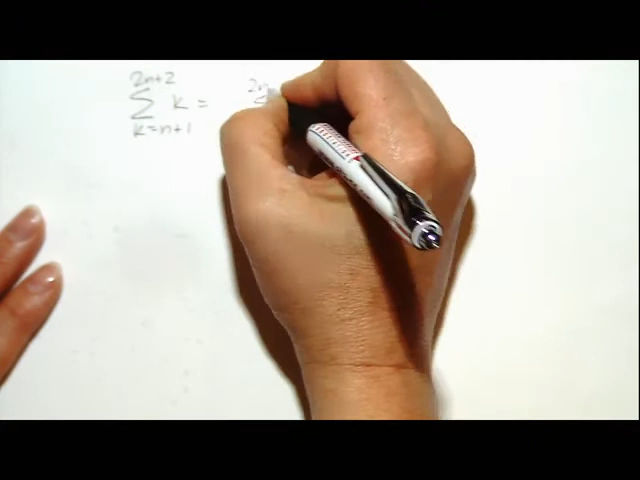 2n+2
∑ k =
k=n+1